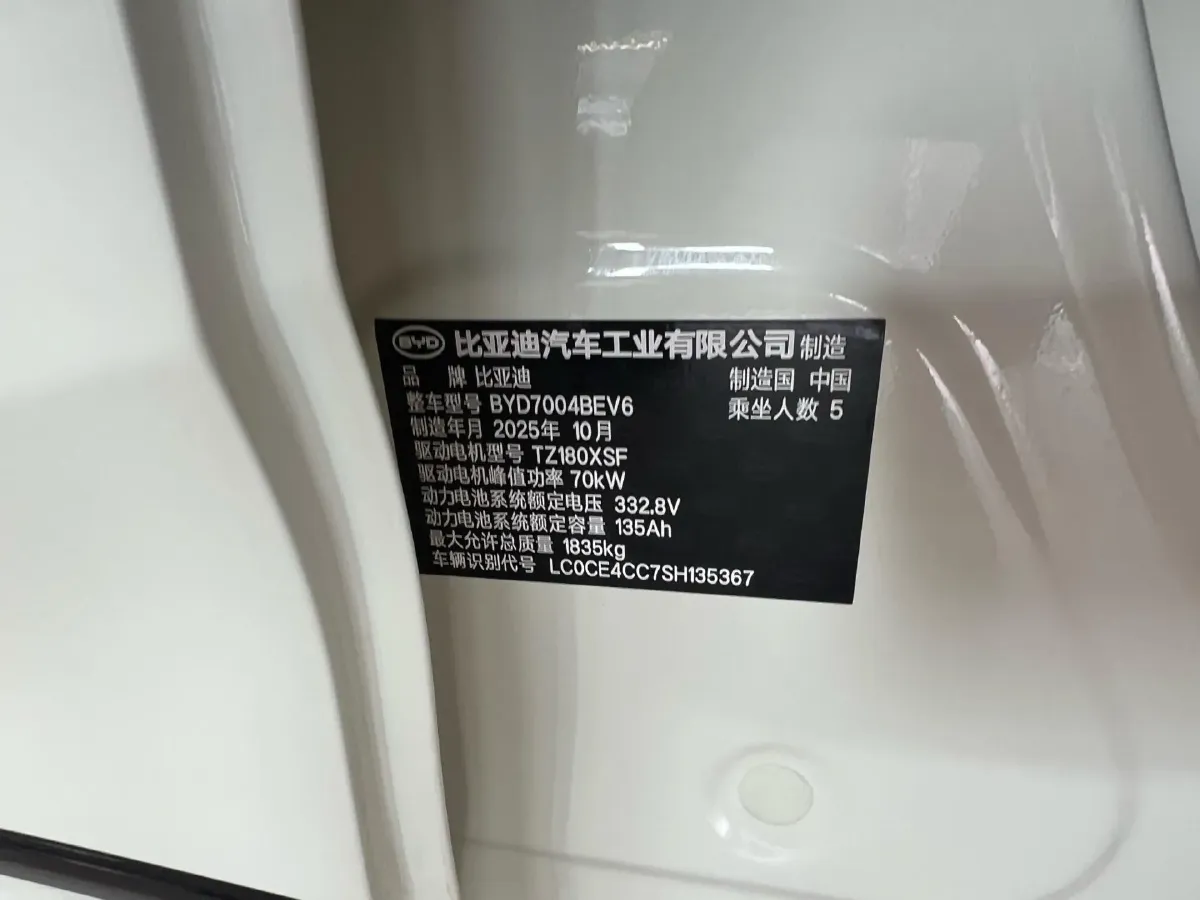 BYD 比亚迪汽车工业有限公司 制造
品 牌 比亚迪 制造国 中国
整车型号 BYD7004BEV6 乘坐人数 5
制造年月 2025年 10月
驱动电机型号 TZ180XSF
驱动电机峰值功率 70kW
动力电池系统额定电压 332.8V
动力电池系统额定容量 135Ah
最大允许总质量 1835kg
车辆识别代号 LC0CE4CC7SH135367